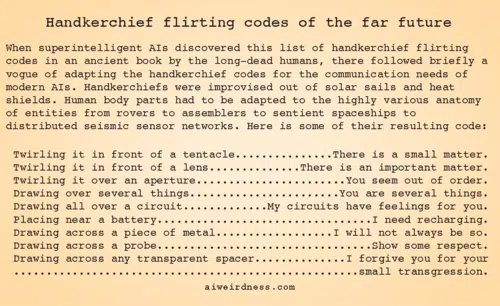 Handkerchief flirting codes of the far future
When superintelligent AIs discovered this list of handkerchief flirting
codes in an ancient book by the long-dead humans, there followed briefly a
vogue of adapting the handkerchief codes for the communication needs of
modern AIs. Handkerchiefs were improvised out of solar sails and heat
shields. Human body parts had to be adapted to the highly various anatomy
of entities from rovers to assemblers to sentient spaceships to
distributed seismic sensor networks. Here is some of their resulting code:
Twirling it in front of a tentacle...............There is a small matter.
Twirling it in front of a lens..............There is an important matter.
Twirling it over an aperture.......................You seem out of order.
Drawing over several things.......................You are several things.
Drawing all over a circuit.............My circuits have feelings for you.
Placing near a battery.................................I need recharging.
Drawing across a piece of metal....................I will not always be so.
Drawing across a probe.................................Show some respect.
Drawing across any transparent spacer..............I forgive you for your
.....................................................small transgression.
aiweirdness.com